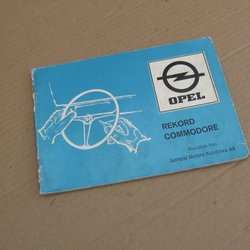 OPEL
REKORD
COMMODORE
General Motors Nordiska AB